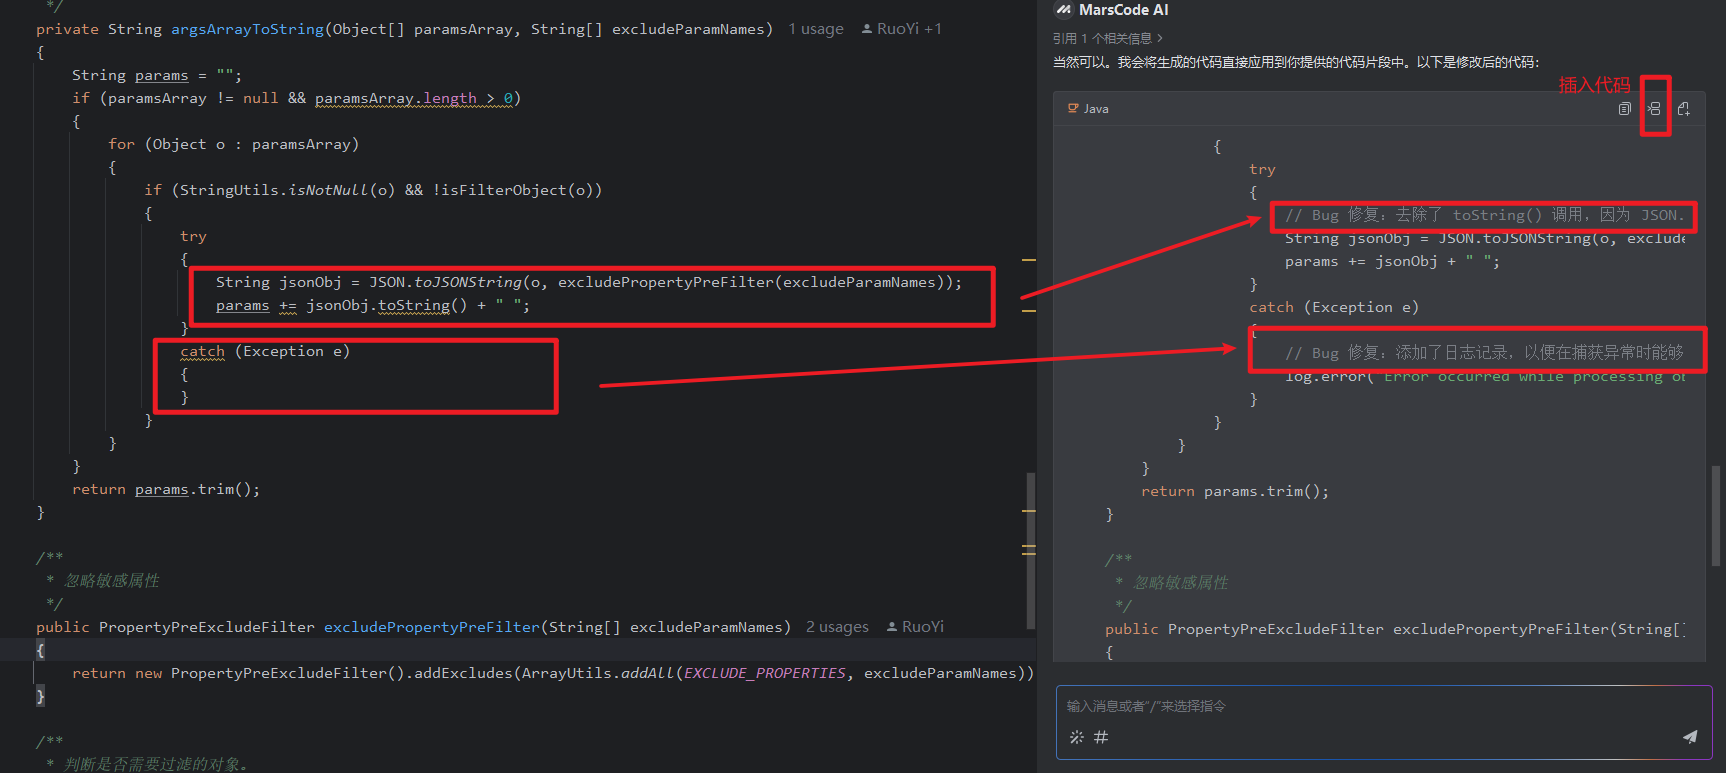 */
private String argsArrayToString(Object[] paramsArray, String[] excludeParamNames) 1 usage RuoYi +1
{
String params = "";
if (paramsArray != null && paramsArray.length > 0)
{
for (Object o : paramsArray)
{
if (StringUtils.isNotNull(o) && !isFilterObject(o))
{
try
{
String jsonObj = JSON.toJSONString(o, excludePropertyPreFilter(excludeParamNames));
params += jsonObj.toString() + " ";
}
catch (Exception e)
{
}
}
}
}
return params.trim();
}
/**
* 忽略敏感属性
*/
public PropertyPreExcludeFilter excludePropertyPreFilter(String[] excludeParamNames) 2 usages RuoYi
{
return new PropertyPreExcludeFilter().addExcludes(ArrayUtils.addAll(EXCLUDE_PROPERTIES, excludeParamNames))
}
/**
* 判断是否需要过滤的对象。
MarsCode AI
引用 1 个相关信息
当然可以。我会将生成的代码直接应用到你提供的代码片段中。以下是修改后的代码:
插入代码
Java
{
try
{
// Bug 修复: 去除了 toString() 调用, 因为 JSON.
String jsonObj = JSON.toJSONString(o, exclude
params += jsonObj + " ";
}
catch (Exception e)
{
// Bug 修复: 添加了日志记录, 以便在捕获异常时能够
log.error("Error occurred while processing ob
}
}
}
}
return params.trim();
}
/**
* 忽略敏感属性
*/
public PropertyPreExcludeFilter excludePropertyPreFilter(String[]
{
输入消息或者"/"来选择指令